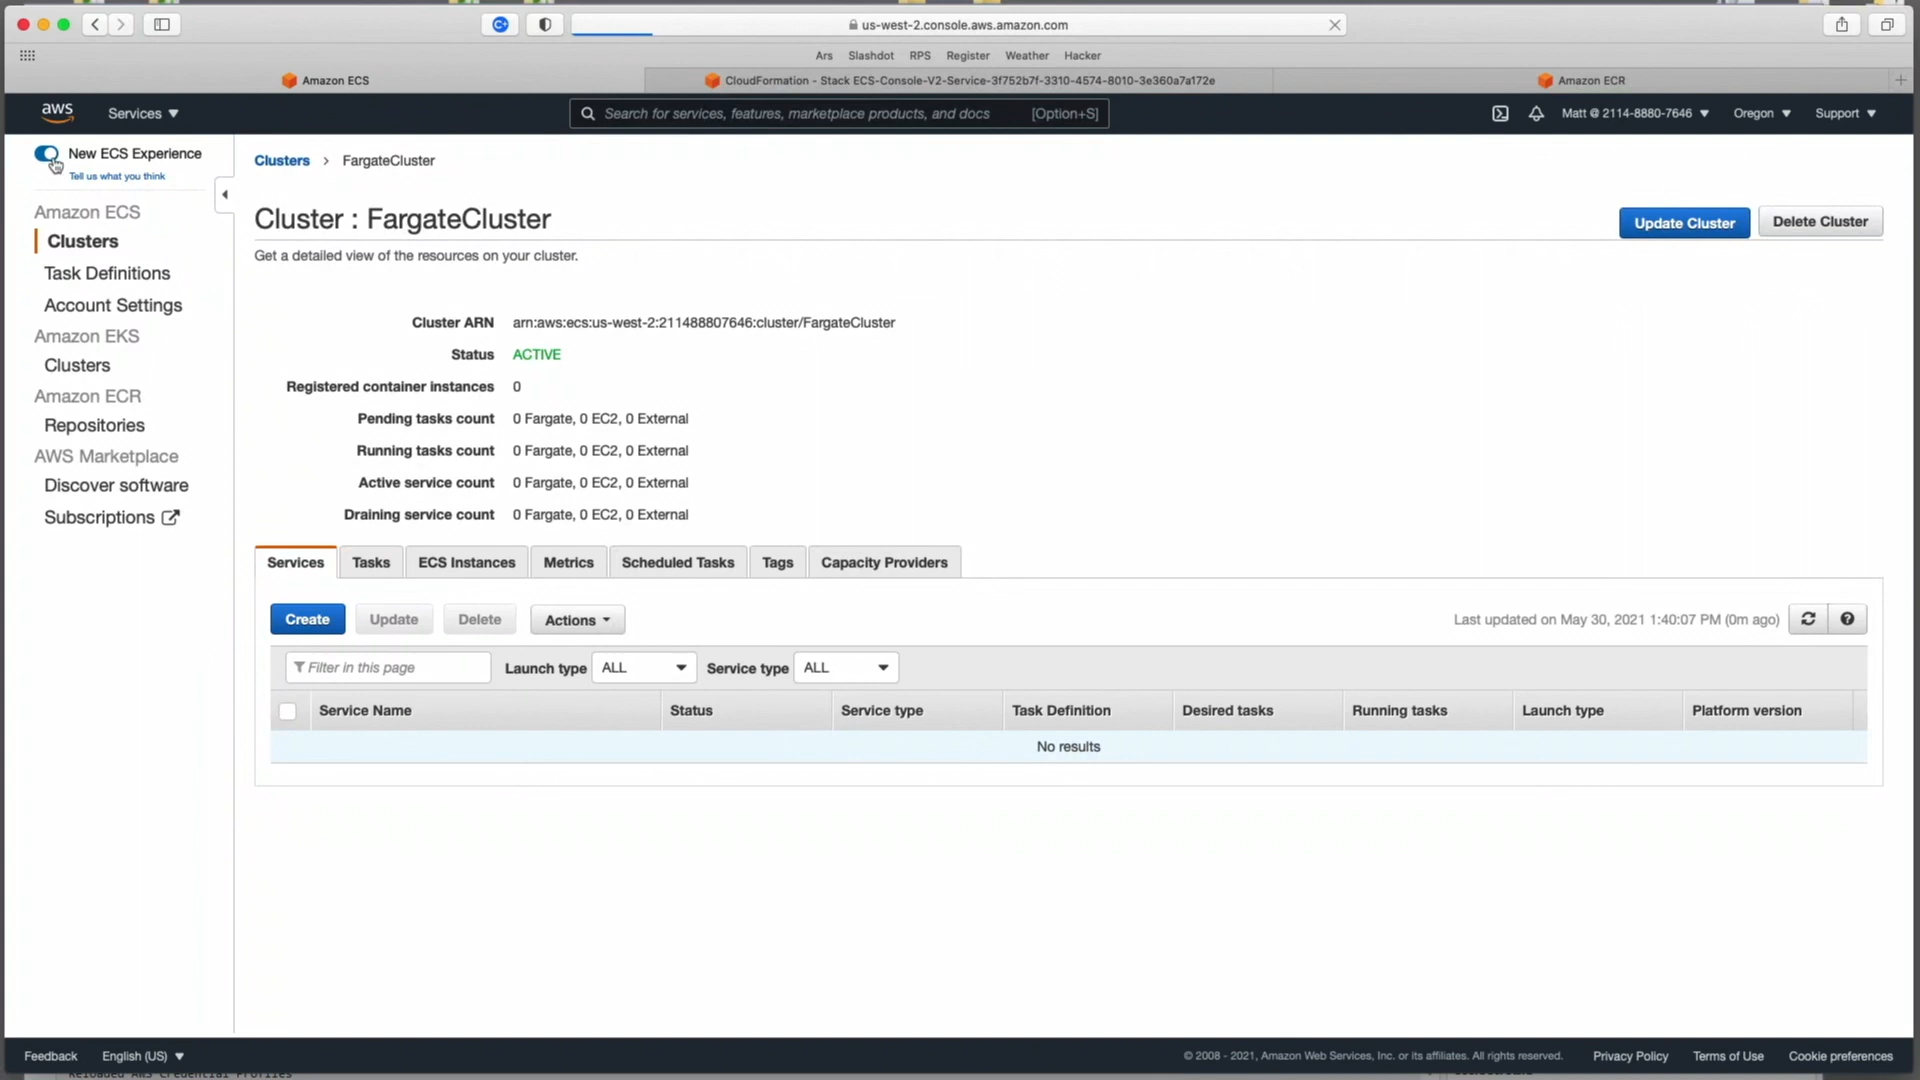 us-west-2.console.aws.amazon.com
Ars Slashdot RPS Register Weather Hacker
Amazon ECS
CloudFormation - Stack ECS-Console-V2-Service-3f752b7f-3310-4574-8010-3e360a7a172e
Amazon ECR
aws Services
Search for services, features, marketplace products, and docs [Option+S]
Matt @ 2114-8880-7646 Oregon Support
New ECS Experience
Tell us what you think
Amazon ECS
Clusters
Task Definitions
Account Settings
Amazon EKS
Clusters
Amazon ECR
Repositories
AWS Marketplace
Discover software
Subscriptions
Clusters > FargateCluster
Cluster : FargateCluster
Update Cluster Delete Cluster
Get a detailed view of the resources on your cluster.
Cluster ARN arn:aws:ecs:us-west-2:211488807646:cluster/FargateCluster
Status ACTIVE
Registered container instances 0
Pending tasks count 0 Fargate, 0 EC2, 0 External
Running tasks count 0 Fargate, 0 EC2, 0 External
Active service count 0 Fargate, 0 EC2, 0 External
Draining service count 0 Fargate, 0 EC2, 0 External
Services Tasks ECS Instances Metrics Scheduled Tasks Tags Capacity Providers
Create Update Delete Actions
Last updated on May 30, 2021 1:40:07 PM (0m ago)
Filter in this page Launch type ALL Service type ALL
Service Name Status Service type Task Definition Desired tasks Running tasks Launch type Platform version
No results
Feedback English (US)
© 2008 - 2021, Amazon Web Services, Inc. or its affiliates. All rights reserved. Privacy Policy Terms of Use Cookie preferences
Reloaded AWS Credential Profiles